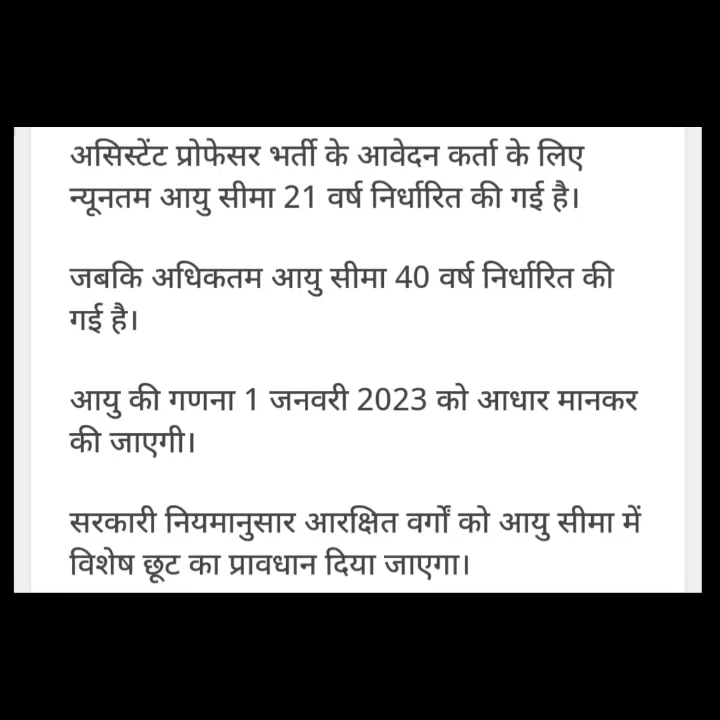 असिस्टेंट प्रोफेसर भर्ती के आवेदन कर्ता के लिए
न्यूनतम आयु सीमा 21 वर्ष निर्धारित की गई है।
जबकि अधिकतम आयु सीमा 40 वर्ष निर्धारित की
गई है।
आयु की गणना 1 जनवरी 2023 को आधार मानकर
की जाएगी।
सरकारी नियमानुसार आरक्षित वर्गों को आयु सीमा में
विशेष छूट का प्रावधान दिया जाएगा।